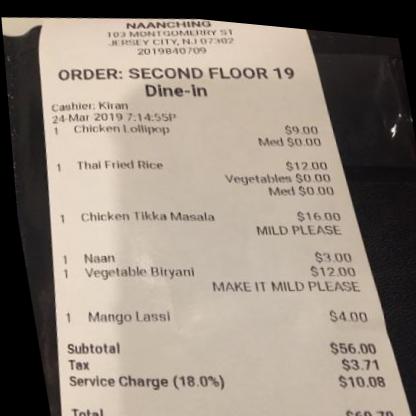 NAANCHING
103 MONTGOMERRY ST
JERSEY CITY, NJ 07302
2019840709
ORDER: SECOND FLOOR 19
Dine-in
Cashier: Kiran
24-Mar-2019 7:14:55P
1 Chicken Lollipop $9.00
Med $0.00
1 Thai Fried Rice $12.00
Vegetables $0.00
Med $0.00
1 Chicken Tikka Masala $16.00
MILD PLEASE
1 Naan $3.00
1 Vegetable Biryani $12.00
MAKE IT MILD PLEASE
1 Mango Lassi $4.00
Subtotal $56.00
Tax $3.71
Service Charge (18.0%) $10.08
Total